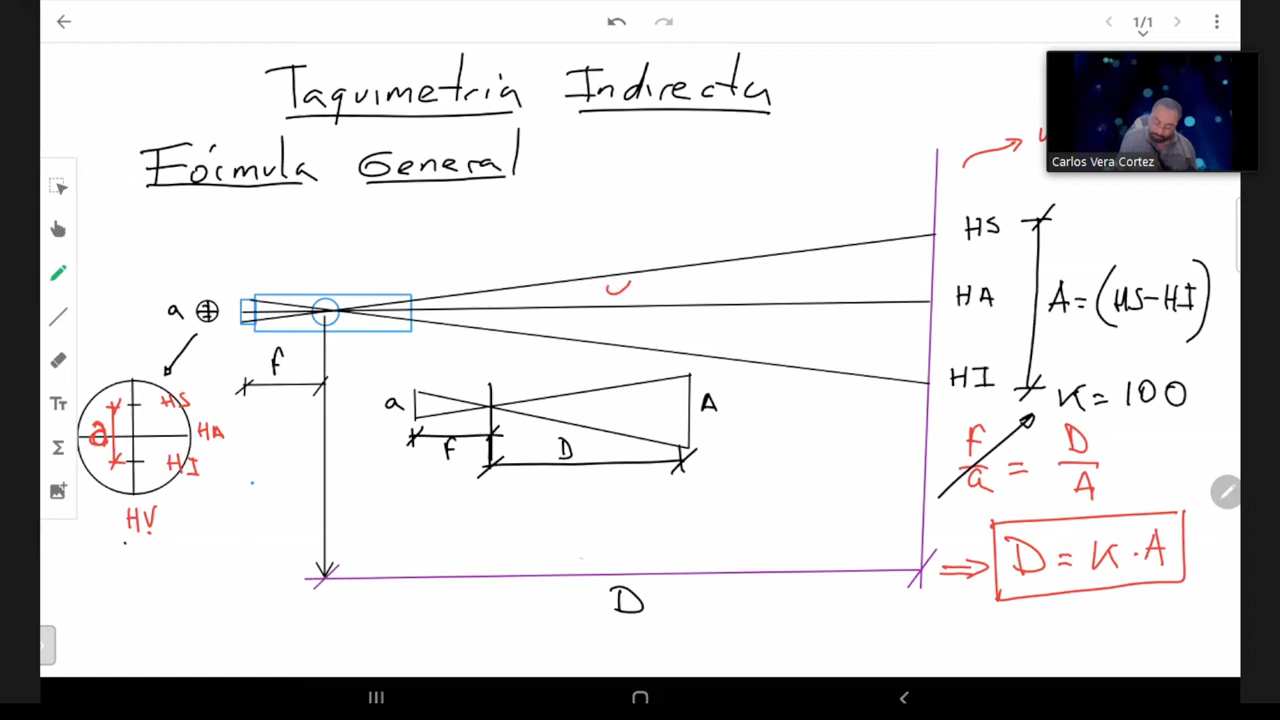 1/1
Taquimetria Indirecta
Fórmula General
Carlos Vera Cortez
HS
HA
A = (HS-HI)
HI
K = 100
a
F
a
A
F
D
HS
a
HA
HI
HV
F/a = D/A
⇒ D = K · A
D